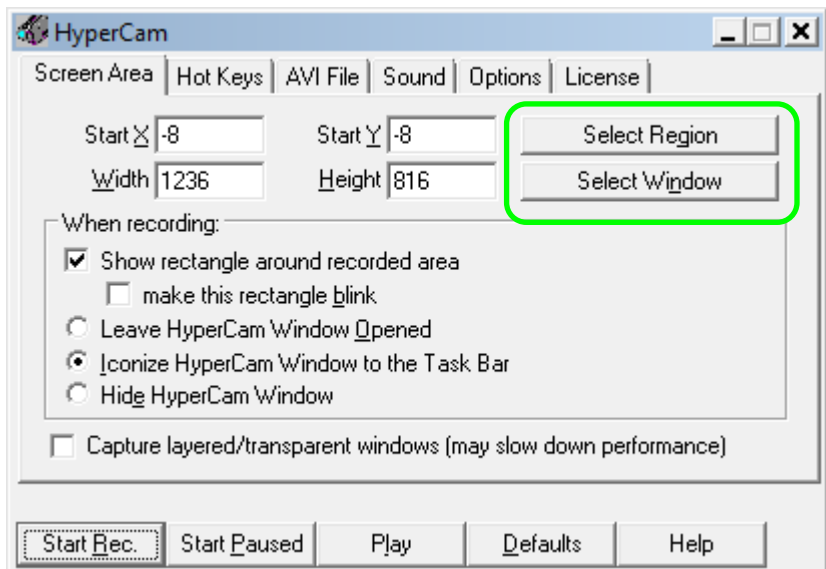 HyperCam
Screen Area Hot Keys AVI File Sound Options License
Start X -8 Start Y -8 Select Region
Width 1236 Height 816 Select Window
When recording:
Show rectangle around recorded area
make this rectangle blink
Leave HyperCam Window Opened
Iconize HyperCam Window to the Task Bar
Hide HyperCam Window
Capture layered/transparent windows (may slow down performance)
Start Rec. Start Paused Play Defaults Help